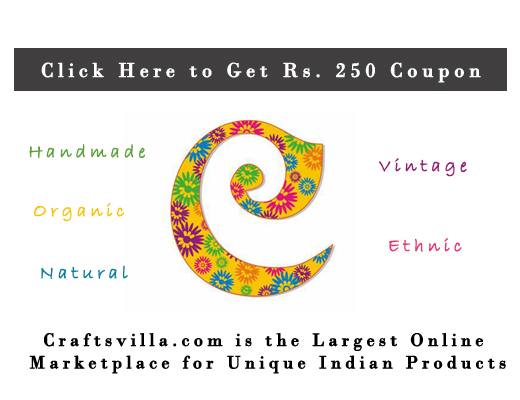 Click Here to Get Rs. 250 Coupon
Handmade
Vintage
Organic
Ethnic
Natural
Craftsvilla.com is the Largest Online
Marketplace for Unique Indian Products